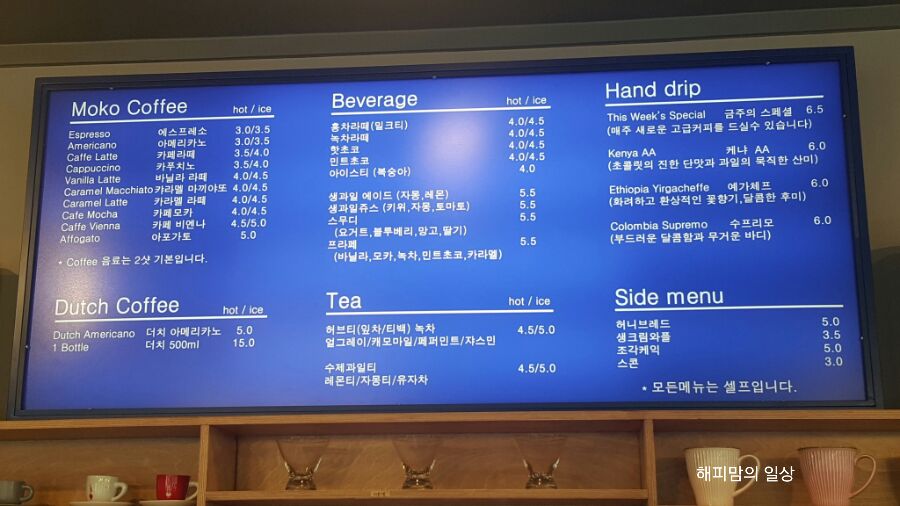 Moko Coffee hot / ice
Espresso 에스프레소 3.0/3.5
Americano 아메리카노 3.0/3.5
Caffe Latte 카페라떼 3.5/4.0
Cappuccino 카푸치노 3.5/4.0
Vanilla Latte 바닐라 라떼 4.0/4.5
Caramel Macchiato 카라멜 마끼야또 4.0/4.5
Caramel Latte 카라멜 라떼 4.0/4.5
Cafe Mocha 카페모카 4.0/4.5
Caffe Vienna 카페 비엔나 4.5/5.0
Affogato 아포가토 5.0
* Coffee 음료는 2샷 기본입니다.
Dutch Coffee hot / ice
Dutch Americano 더치 아메리카노 5.0
1 Bottle 더치 500ml 15.0
Beverage hot / ice
홍차라떼(밀크티) 4.0/4.5
녹차라떼 4.0/4.5
핫초코 4.0/4.5
민트초코 4.0/4.5
아이스티 (복숭아) 4.0
생과일 에이드 (자몽,레몬) 5.5
생과일쥬스 (키위,자몽,토마토) 5.5
스무디 5.5
(요거트,블루베리,망고,딸기)
프라페 5.5
(바닐라,모카,녹차,민트초코,카라멜)
Tea hot / ice
허브티(잎차/티백) 녹차 4.5/5.0
얼그레이/캐모마일/페퍼민트/쟈스민
수제과일티 4.5/5.0
레몬티/자몽티/유자차
Hand drip
This Week's Special 금주의 스페셜 6.5
(매주 새로운 고급커피를 드실수 있습니다)
Kenya AA 케냐 AA 6.0
(초콜릿의 진한 단맛과 과일의 묵직한 산미)
Ethiopia Yirgacheffe 예가체프 6.0
(화려하고 환상적인 꽃향기,달콤한 후미)
Colombia Supremo 수프리모 6.0
(부드러운 달콤함과 무거운 바디)
Side menu
허니브레드 5.0
생크림와플 3.5
조각케익 5.0
스콘 3.0
* 모든메뉴는 셀프입니다.
해피맘의 일상